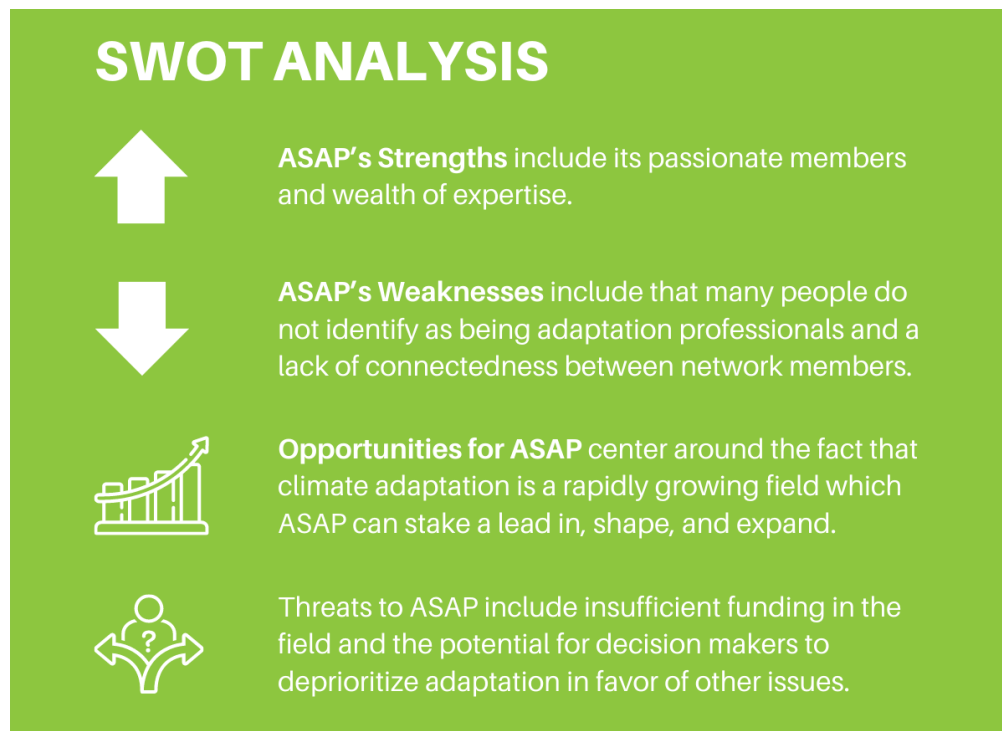 SWOT ANALYSIS
ASAP’s Strengths include its passionate members
and wealth of expertise.
ASAP’s Weaknesses include that many people do
not identify as being adaptation professionals and a
lack of connectedness between network members.
Opportunities for ASAP center around the fact that
climate adaptation is a rapidly growing field which
ASAP can stake a lead in, shape, and expand.
?
Threats to ASAP include insufficient funding in the
field and the potential for decision makers to
deprioritize adaptation in favor of other issues.